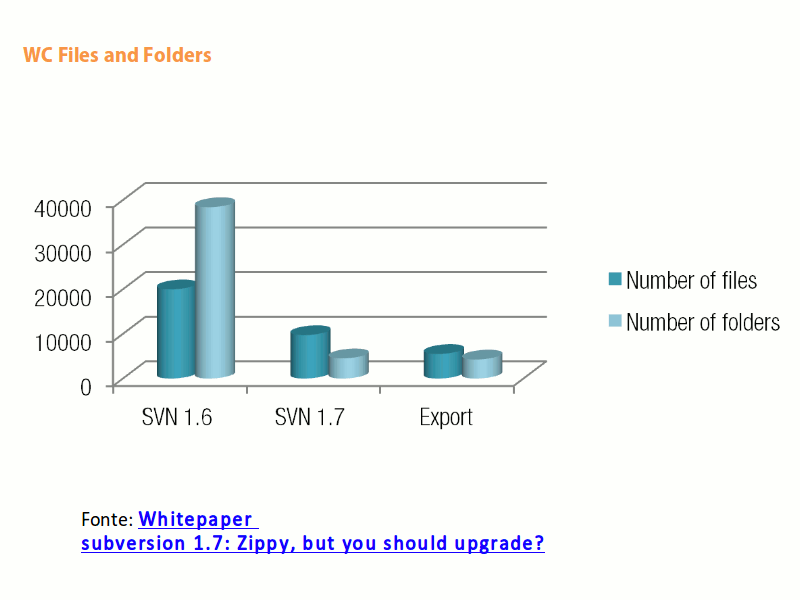 WC Files and Folders
40000
30000
20000
10000
0
SVN 1.6
SVN 1.7
Export
Number of files
Number of folders
Fonte: Whitepaper
subversion 1.7: Zippy, but you should upgrade?